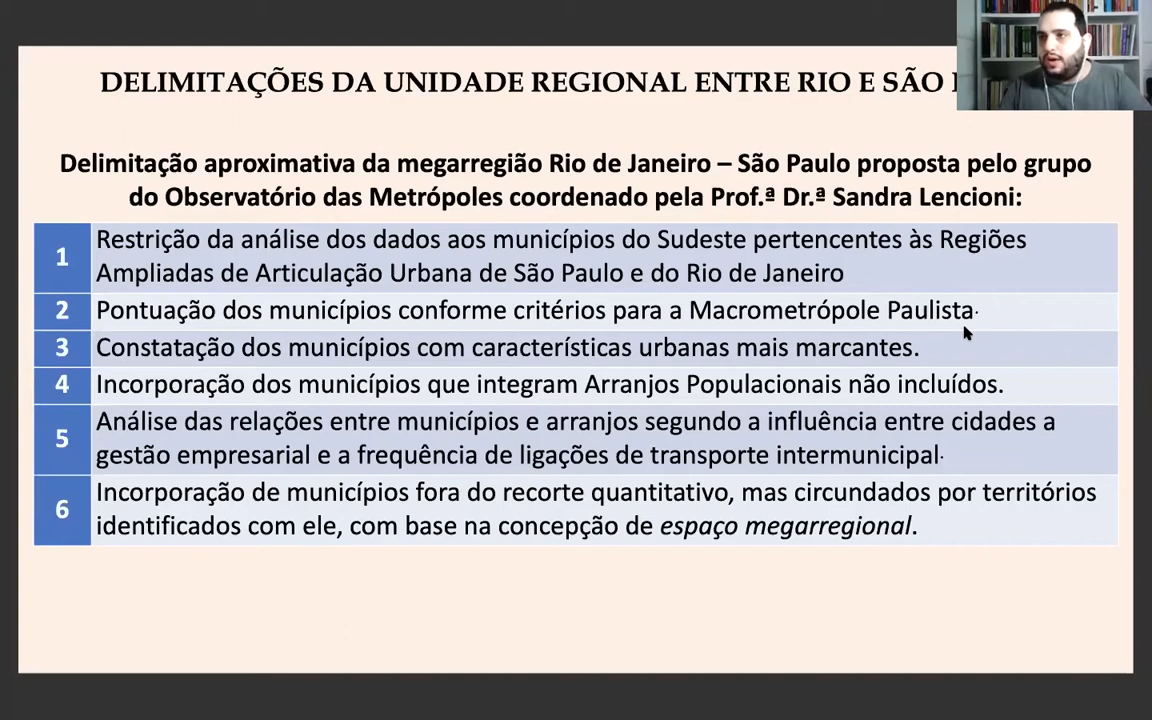 DELIMITAÇÕES DA UNIDADE REGIONAL ENTRE RIO E SÃO
Delimitação aproximativa da megarregião Rio de Janeiro – São Paulo proposta pelo grupo
do Observatório das Metrópoles coordenado pela Prof.ª Dr.ª Sandra Lencioni:
1
Restrição da análise dos dados aos municípios do Sudeste pertencentes às Regiões
Ampliadas de Articulação Urbana de São Paulo e do Rio de Janeiro
2 Pontuação dos municípios conforme critérios para a Macrometrópole Paulista.
3 Constatação dos municípios com características urbanas mais marcantes.
4 Incorporação dos municípios que integram Arranjos Populacionais não incluídos.
5
Análise das relações entre municípios e arranjos segundo a influência entre cidades a
gestão empresarial e a frequência de ligações de transporte intermunicipal.
6
Incorporação de municípios fora do recorte quantitativo, mas circundados por territórios
identificados com ele, com base na concepção de espaço megarregional.